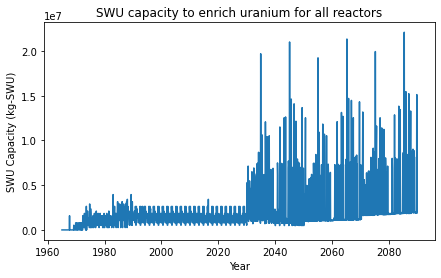 SWU capacity to enrich uranium for all reactors
1e7
SWU Capacity (kg-SWU)
2.0
1.5
1.0
0.5
0.0
1960 1980 2000 2020 2040 2060 2080
Year